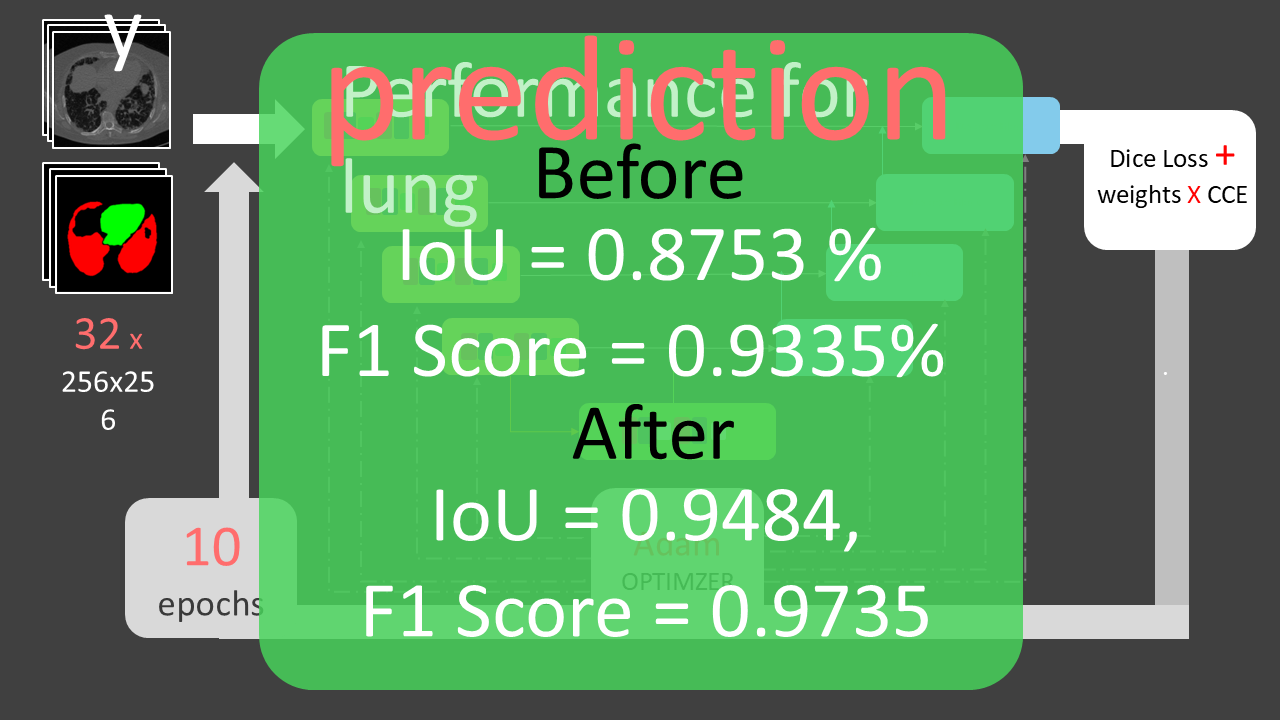 y
prediction
Performance for
lung
Before
IoU = 0.8753 %
F1 Score = 0.9335%
After
IoU = 0.9484,
F1 Score = 0.9735
Dice Loss +
weights X CCE
32 x
256x25
6
10
epochs
Adam
OPTIMZER